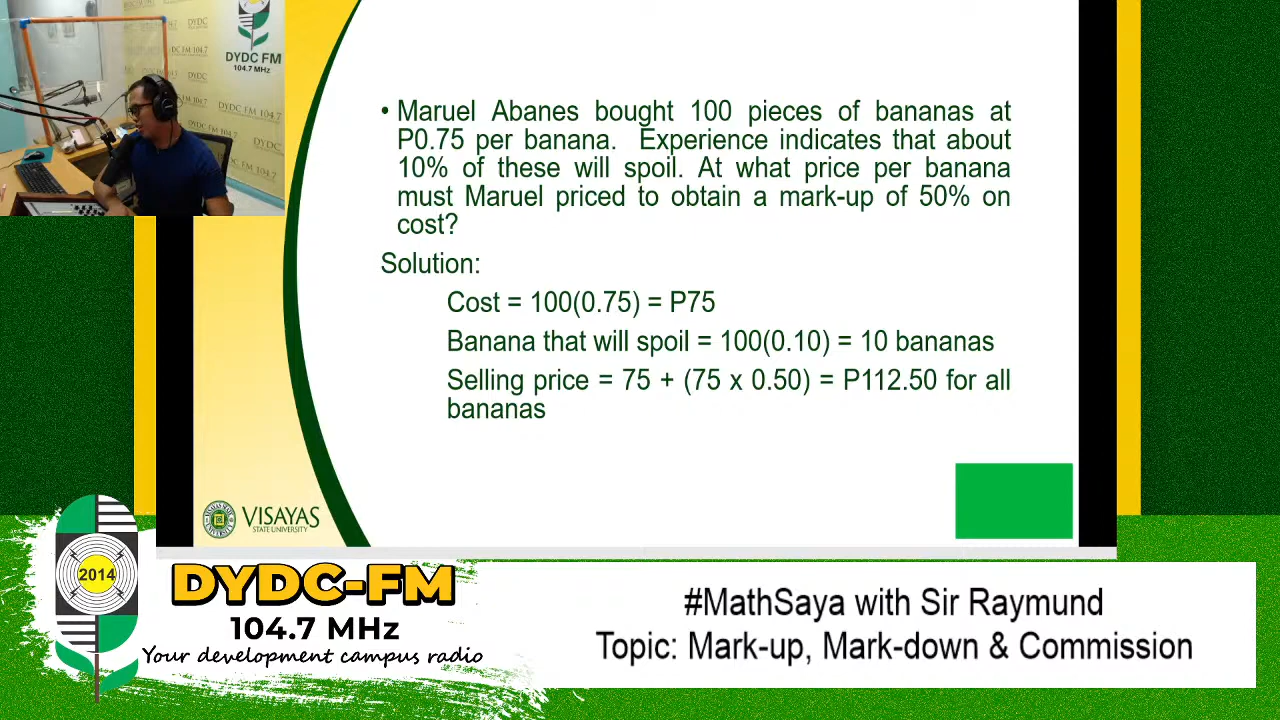 DYDC FM
104.7 MHz
• Maruel Abanes bought 100 pieces of bananas at
P0.75 per banana. Experience indicates that about
10% of these will spoil. At what price per banana
must Maruel priced to obtain a mark-up of 50% on
cost?
Solution:
Cost = 100(0.75) = P75
Banana that will spoil = 100(0.10) = 10 bananas
Selling price = 75 + (75 x 0.50) = P112.50 for all
bananas
VISAYAS
STATE UNIVERSITY
2014
DYDC-FM
104.7 MHz
Your development campus radio
#MathSaya with Sir Raymund
Topic: Mark-up, Mark-down & Commission